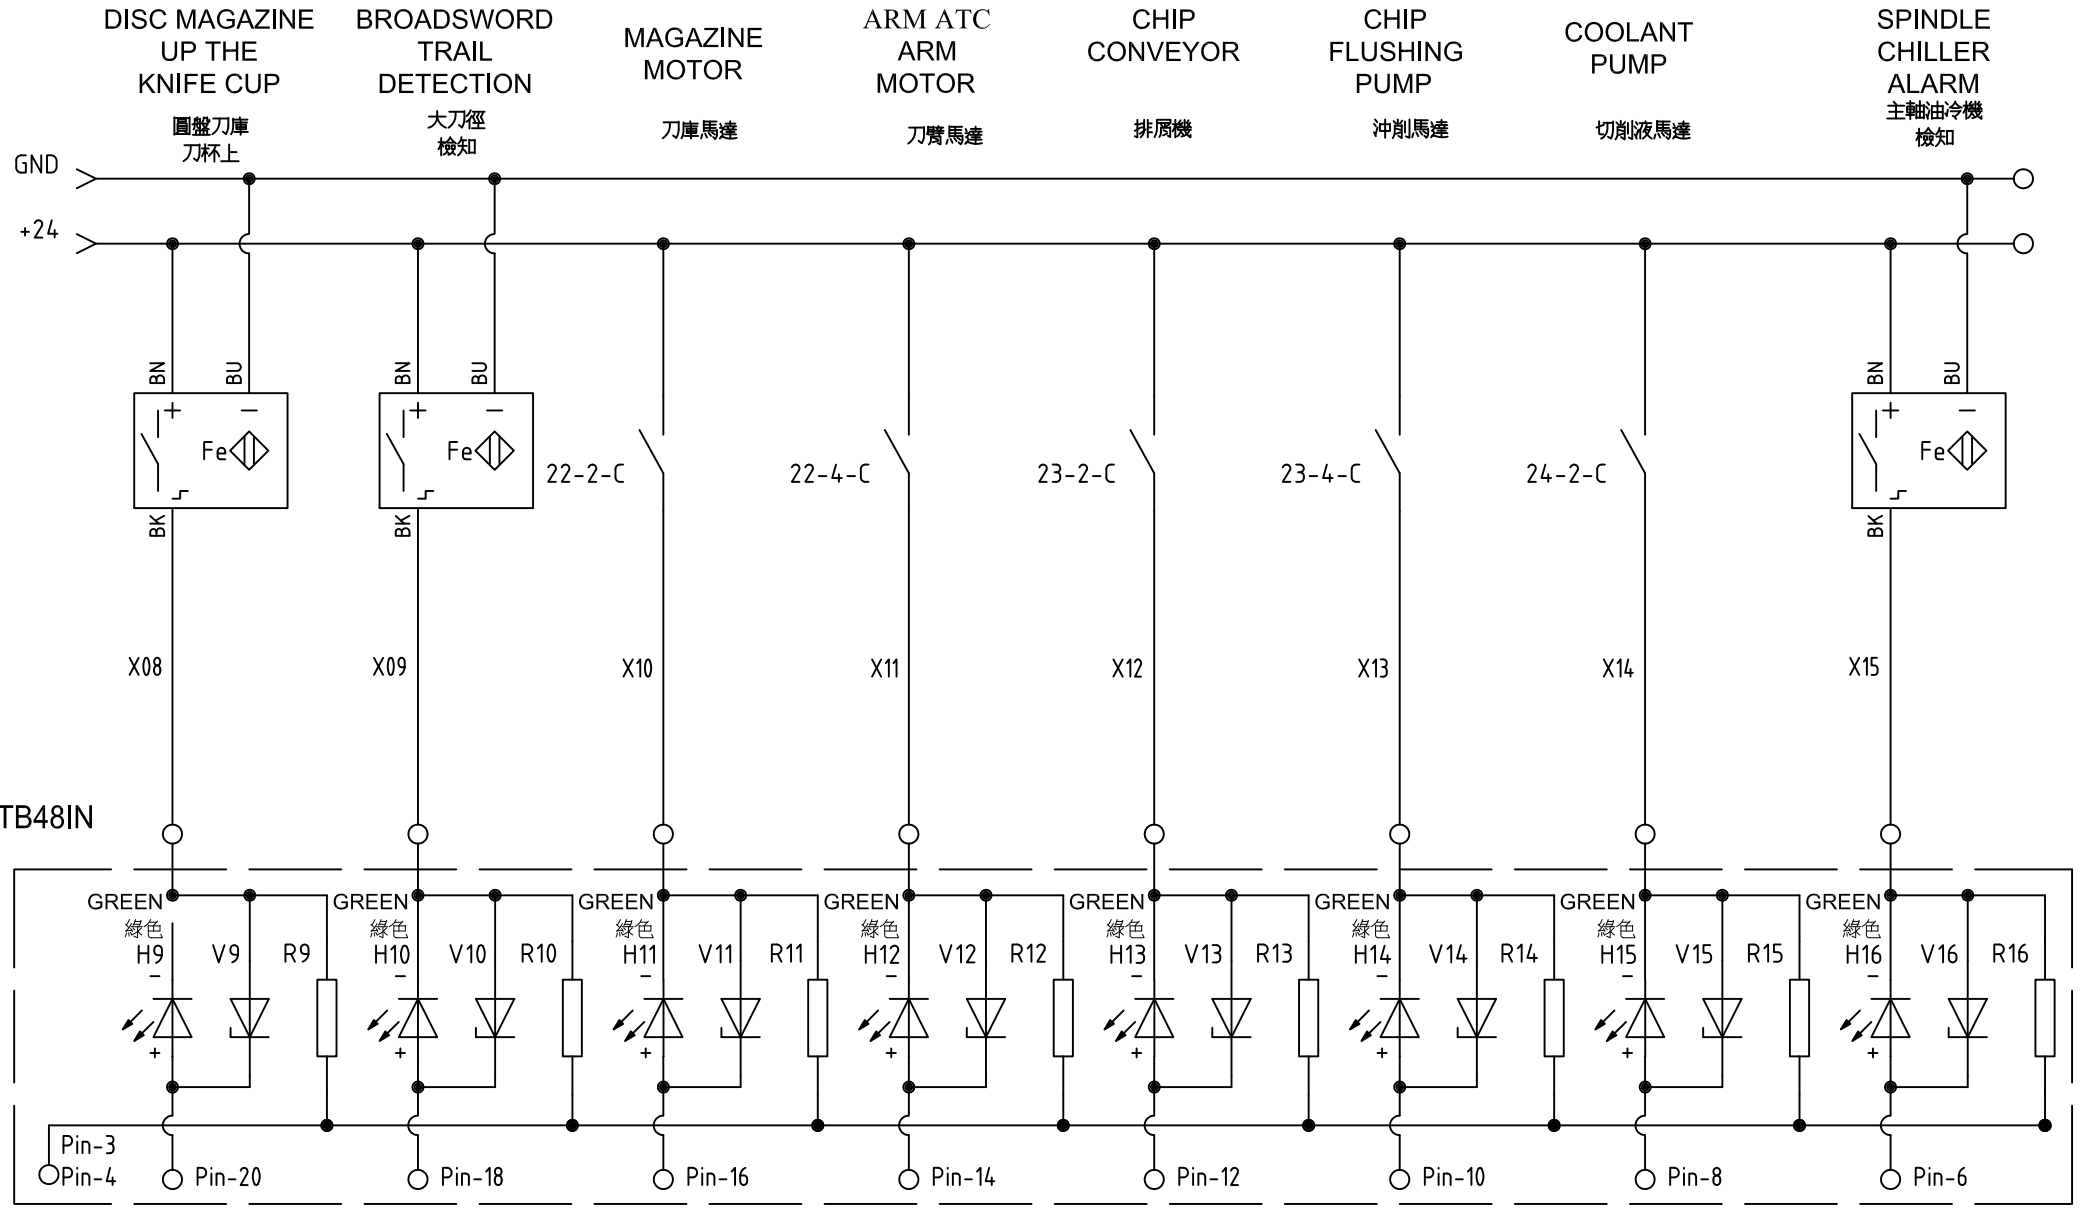 DISC MAGAZINE
UP THE
KNIFE CUP
圓盤刀庫
刀杯上
BROADSWORD
TRAIL
DETECTION
大刀徑
檢知
MAGAZINE
MOTOR
刀庫馬達
ARM ATC
ARM
MOTOR
刀臂馬達
CHIP
CONVEYOR
排屑機
CHIP
FLUSHING
PUMP
沖削馬達
COOLANT
PUMP
切削液馬達
SPINDLE
CHILLER
ALARM
主軸油冷機
檢知
GND
+24
BN BU BN BU BN BU
+ − + − + −
Fe Fe Fe
22-2-C 22-4-C 23-2-C 23-4-C 24-2-C
BK BK BK
X08 X09 X10 X11 X12 X13 X14 X15
TB48IN
GREEN GREEN GREEN GREEN GREEN GREEN GREEN GREEN
綠色 綠色 綠色 綠色 綠色 綠色 綠色 綠色
H9 V9 R9 H10 V10 R10 H11 V11 R11 H12 V12 R12 H13 V13 R13 H14 V14 R14 H15 V15 R15 H16 V16 R16
− − − − − − − −
+ + + + + + + +
Pin-3
Pin-4 Pin-20 Pin-18 Pin-16 Pin-14 Pin-12 Pin-10 Pin-8 Pin-6